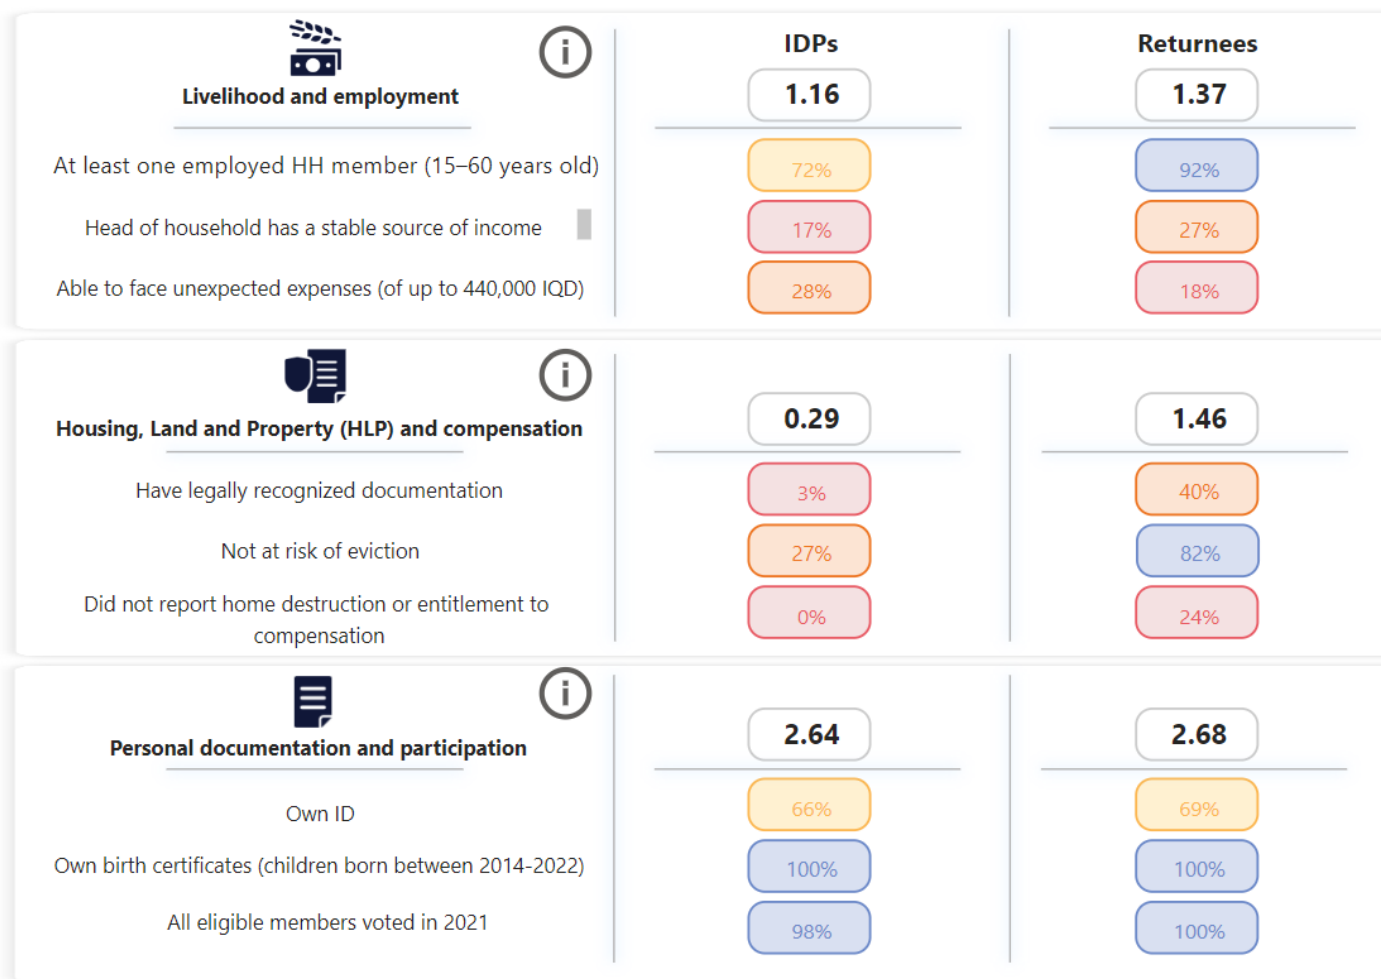 IDPs
Returnees
Livelihood and employment
1.16
1.37
At least one employed HH member (15–60 years old)
72%
92%
Head of household has a stable source of income
17%
27%
Able to face unexpected expenses (of up to 440,000 IQD)
28%
18%
Housing, Land and Property (HLP) and compensation
0.29
1.46
Have legally recognized documentation
3%
40%
Not at risk of eviction
27%
82%
Did not report home destruction or entitlement to
compensation
0%
24%
Personal documentation and participation
2.64
2.68
Own ID
66%
69%
Own birth certificates (children born between 2014-2022)
100%
100%
All eligible members voted in 2021
98%
100%